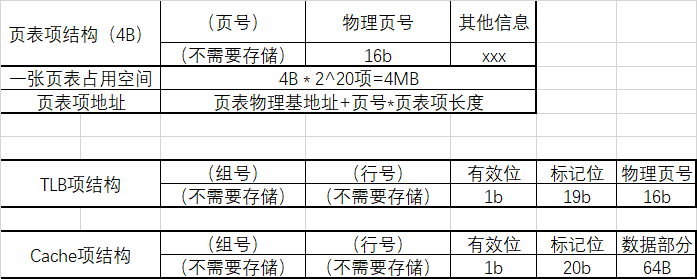 页表项结构（4B） （页号） 物理页号 其他信息
（不需要存储） 16b xxx
一张页表占用空间 4B * 2^20项=4MB
页表项地址 页表物理基地址+页号*页表项长度
TLB项结构 （组号） （行号） 有效位 标记位 物理页号
（不需要存储） （不需要存储） 1b 19b 16b
Cache项结构 （组号） （行号） 有效位 标记位 数据部分
（不需要存储） （不需要存储） 1b 20b 64B